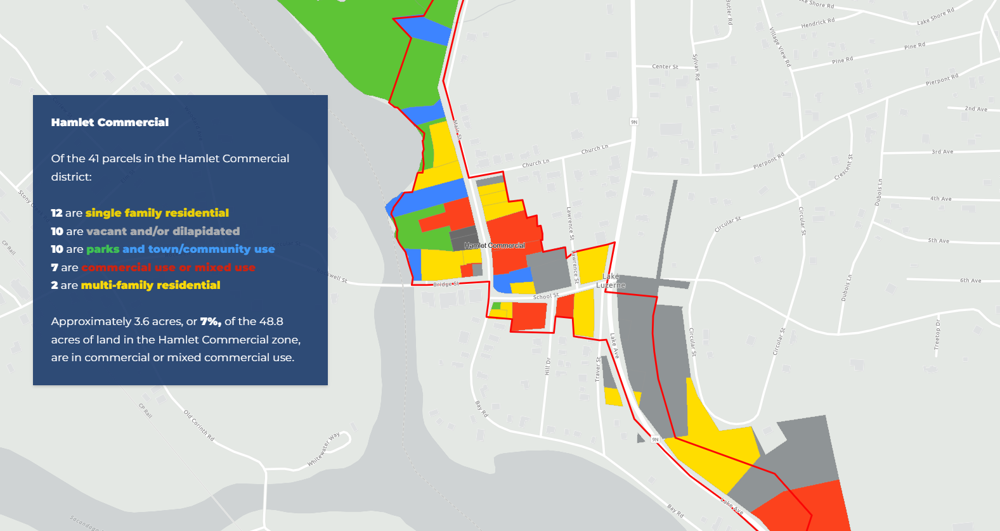 Hamlet Commercial
Of the 41 parcels in the Hamlet Commercial
district:
12 are single family residential
10 are vacant and/or dilapidated
10 are parks and town/community use
7 are commercial use or mixed use
2 are multi-family residential
Approximately 3.6 acres, or 7%, of the 48.8
acres of land in the Hamlet Commercial zone,
are in commercial or mixed commercial use.
Lake Shore Rd
Butler Rd
Hendrick Rd
Village View Rd
Pine Rd
Pine Rd
Center St
Sylvan Rd
Pierpont Rd
2nd Ave
9N
Main St
Church Ln
Church Ln
Pierpont Rd
3rd Ave
Crescent St
Dubois Ln
4th Ave
Circular St
Circular St
Lawrence St
5th Ave
CP Rail
Hamlet Commercial
Lawrence St
Lake
Luzerne
Bridge St
School St
6th Ave
Dubois Ln
Treetop Dr
Circular St
Circular St
Lake Ave
Hill Dr
Traver St
Bay Rd
CP Rail
Old Corinth Rd
Whitewater Way
9N
Lake Ave
Bay Rd
Lake Shore Rd